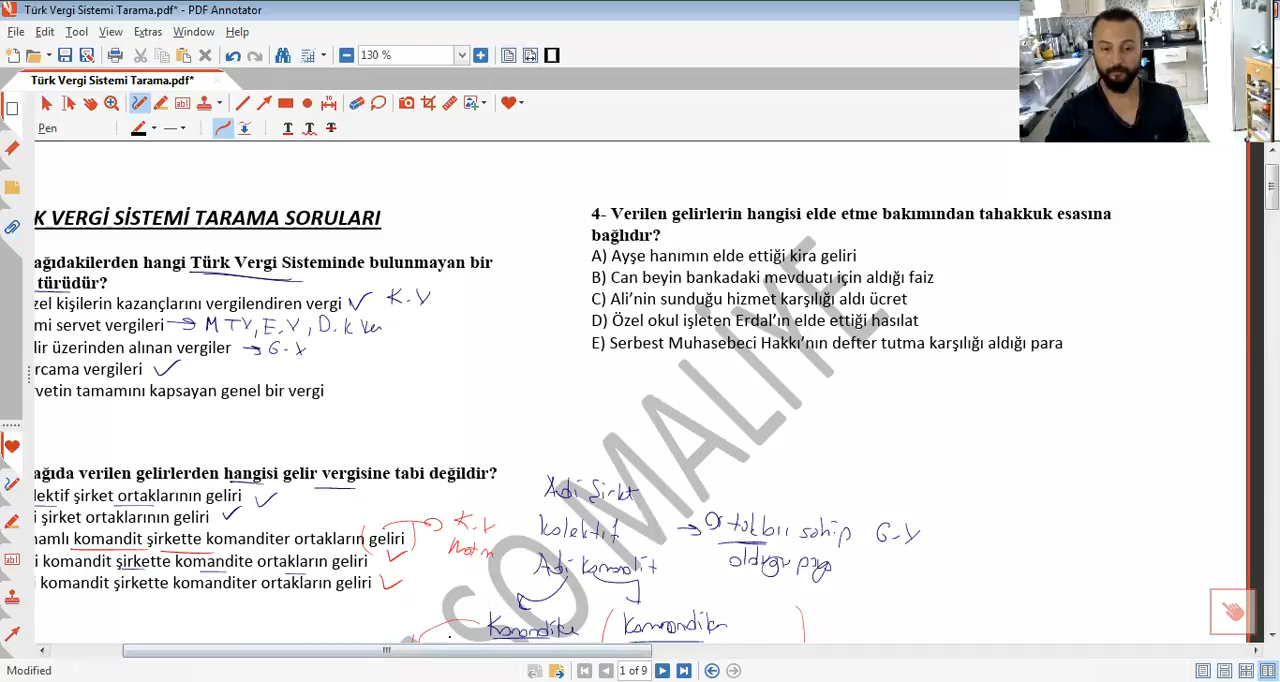 Türk Vergi Sistemi Tarama.pdf* - PDF Annotator
File Edit Tool View Extras Window Help
130 %
Türk Vergi Sistemi Tarama.pdf*
Pen
K VERGİ SİSTEMİ TARAMA SORULARI
ağıdakilerden hangi Türk Vergi Sisteminde bulunmayan bir
türüdür?
zel kişilerin kazançlarını vergilendiren vergi K.V
mi servet vergileri MTV, E.V, D.K Ver
lir üzerinden alınan vergiler G.V
rcama vergileri
rvetin tamamını kapsayan genel bir vergi
ağıda verilen gelirlerden hangisi gelir vergisine tabi değildir?
lektif şirket ortaklarının geliri
i şirket ortaklarının geliri
namlı komandit şirkette komanditer ortakların geliri K.V
i komandit şirkette komandite ortakların geliri
i komandit şirkette komanditer ortakların geliri
Adi Şirket
Kolektif
Adi Komandit
Komandite
Komanditer
Ortakları sahip G.V
olduğu paya
4- Verilen gelirlerin hangisi elde etme bakımından tahakkuk esasına
bağlıdır?
A) Ayşe hanımın elde ettiği kira geliri
B) Can beyin bankadaki mevduatı için aldığı faiz
C) Ali’nin sunduğu hizmet karşılığı aldı ücret
D) Özel okul işleten Erdal’ın elde ettiği hasılat
E) Serbest Muhasebeci Hakkı’nın defter tutma karşılığı aldığı para
SO MALİYE
Modified
1 of 9